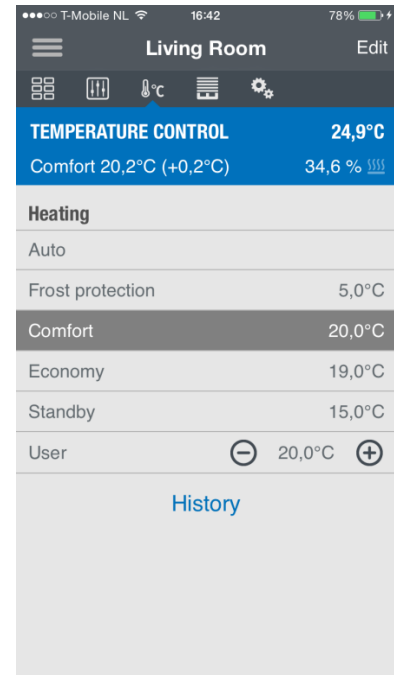 T-Mobile NL 16:42 78%
Living Room Edit
°C
TEMPERATURE CONTROL 24,9°C
Comfort 20,2°C (+0,2°C) 34,6 %
Heating
Auto
Frost protection 5,0°C
Comfort 20,0°C
Economy 19,0°C
Standby 15,0°C
User 20,0°C
History